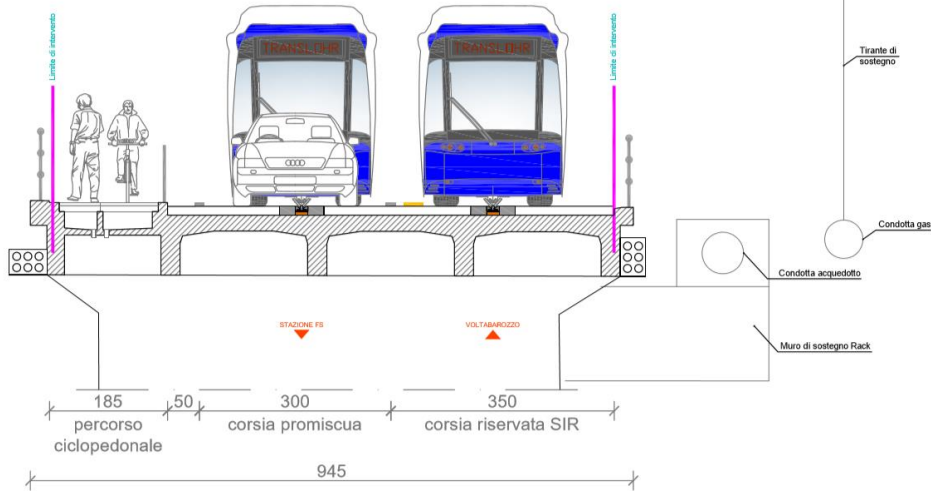 Limite di intervento
TRANSLOHR
TRANSLOHR
Limite di intervento
Tirante di
sostegno
Condotta gas
Condotta acquedotto
Muro di sostegno Rack
STAZIONE FS
VOLTABAROZZO
185
50
300
350
percorso
ciclopedonale
corsia promiscua
corsia riservata SIR
945